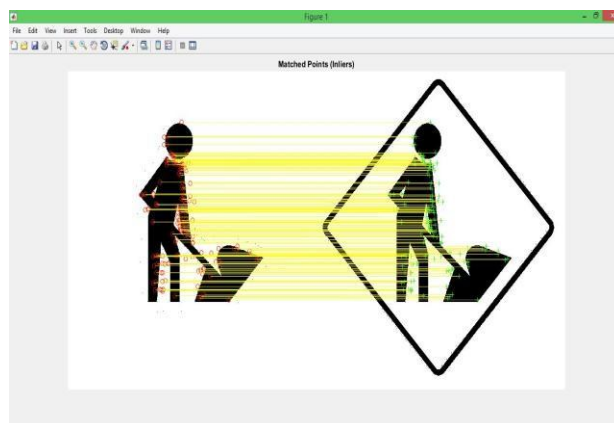 Figure 1
File Edit View Insert Tools Desktop Window Help
Matched Points (Inliers)